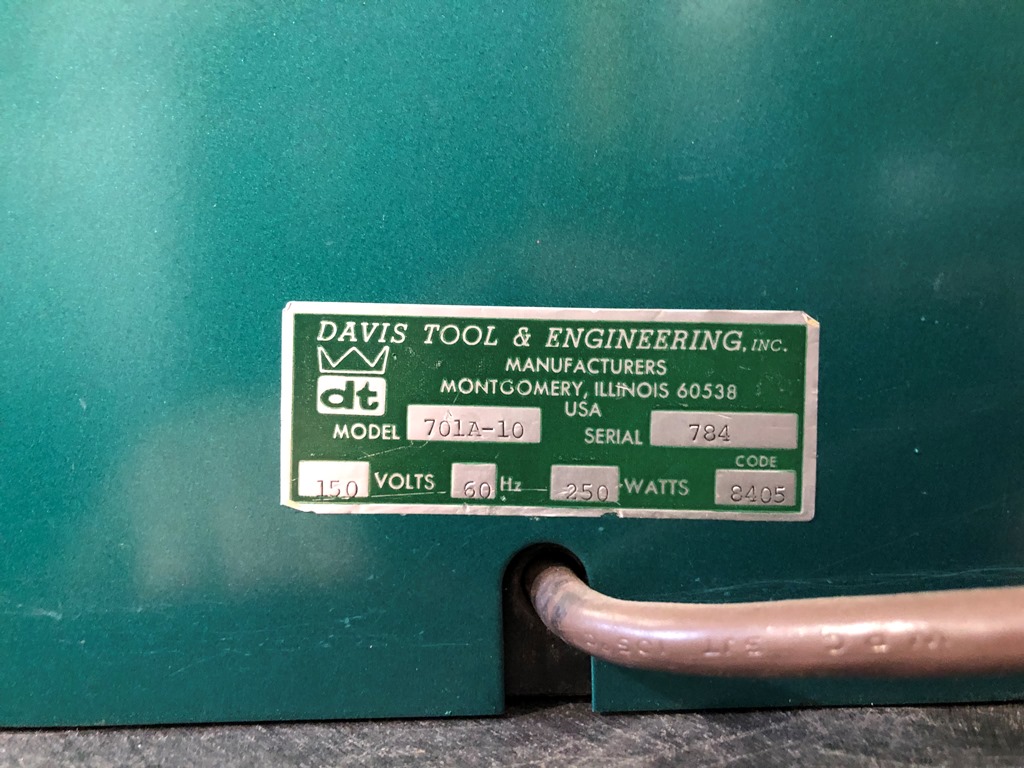 DAVIS TOOL & ENGINEERING, INC.
MANUFACTURERS
MONTGOMERY, ILLINOIS 60538
USA
dt
MODEL 701A-10 SERIAL 784
CODE
150 VOLTS 60 Hz 250 WATTS 8405